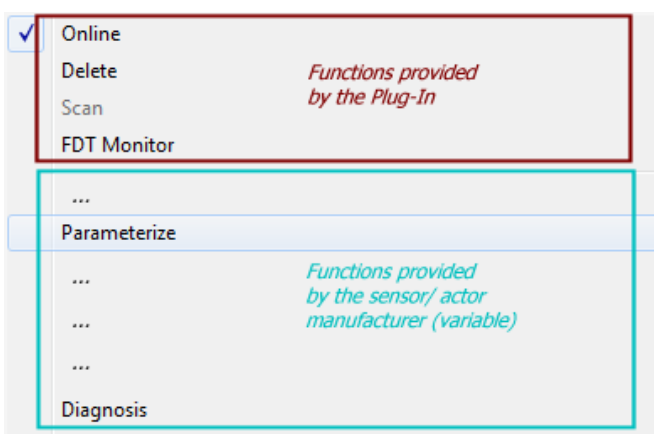 Online
Delete
Functions provided
by the Plug-In
Scan
FDT Monitor
...
Parameterize
...
Functions provided
by the sensor/ actor
manufacturer (variable)
...
...
Diagnosis